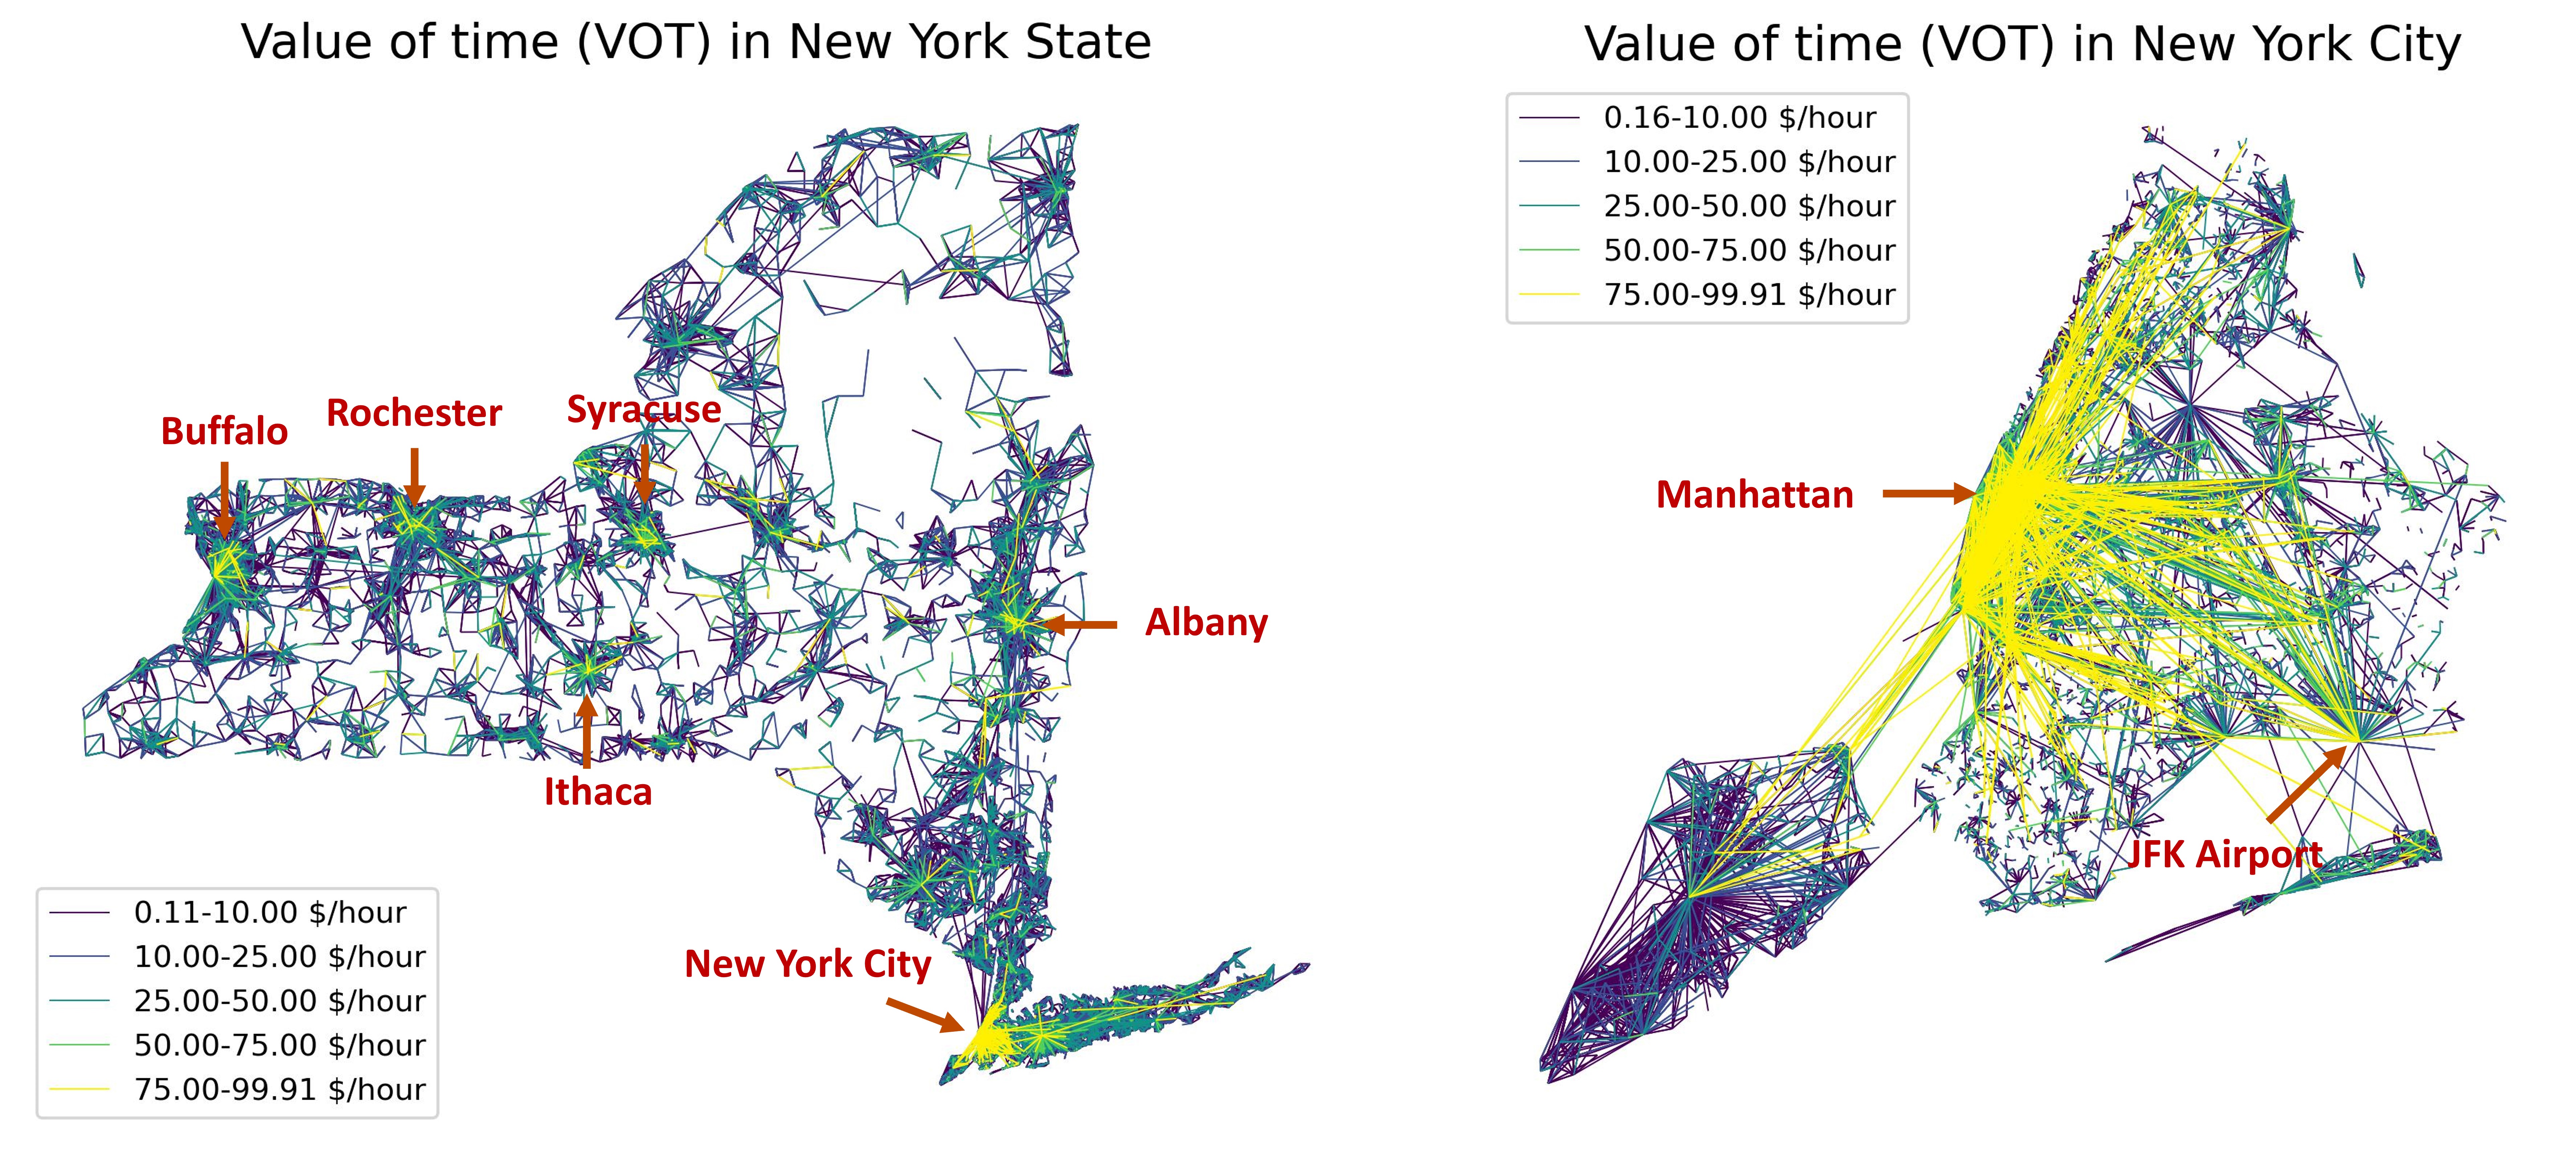 Value of time (VOT) in New York State
Buffalo
Rochester
Syracuse
Albany
Ithaca
New York City
0.11-10.00 $/hour
10.00-25.00 $/hour
25.00-50.00 $/hour
50.00-75.00 $/hour
75.00-99.91 $/hour
Value of time (VOT) in New York City
0.16-10.00 $/hour
10.00-25.00 $/hour
25.00-50.00 $/hour
50.00-75.00 $/hour
75.00-99.91 $/hour
Manhattan
JFK Airport